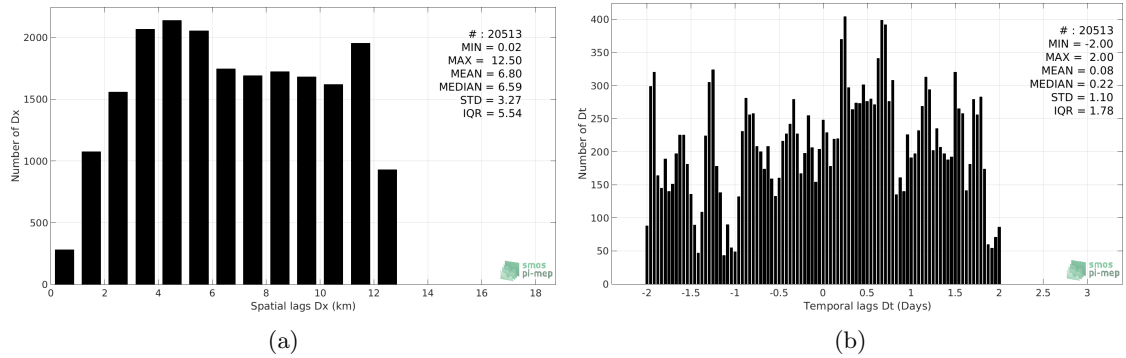 2000
1500
1000
500
0
Number of Dx
0 2 4 6 8 10 12 14 16 18
Spatial lags Dx (km)
# : 20513
MIN = 0.02
MAX = 12.50
MEAN = 6.80
MEDIAN = 6.59
STD = 3.27
IQR = 5.54
smos
pi-mep
(a)
400
350
300
250
200
150
100
50
0
Number of Dt
-2 -1.5 -1 -0.5 0 0.5 1 1.5 2 2.5 3
Temporal lags Dt (Days)
# : 20513
MIN = -2.00
MAX = 2.00
MEAN = 0.08
MEDIAN = 0.22
STD = 1.10
IQR = 1.78
smos
pi-mep
(b)